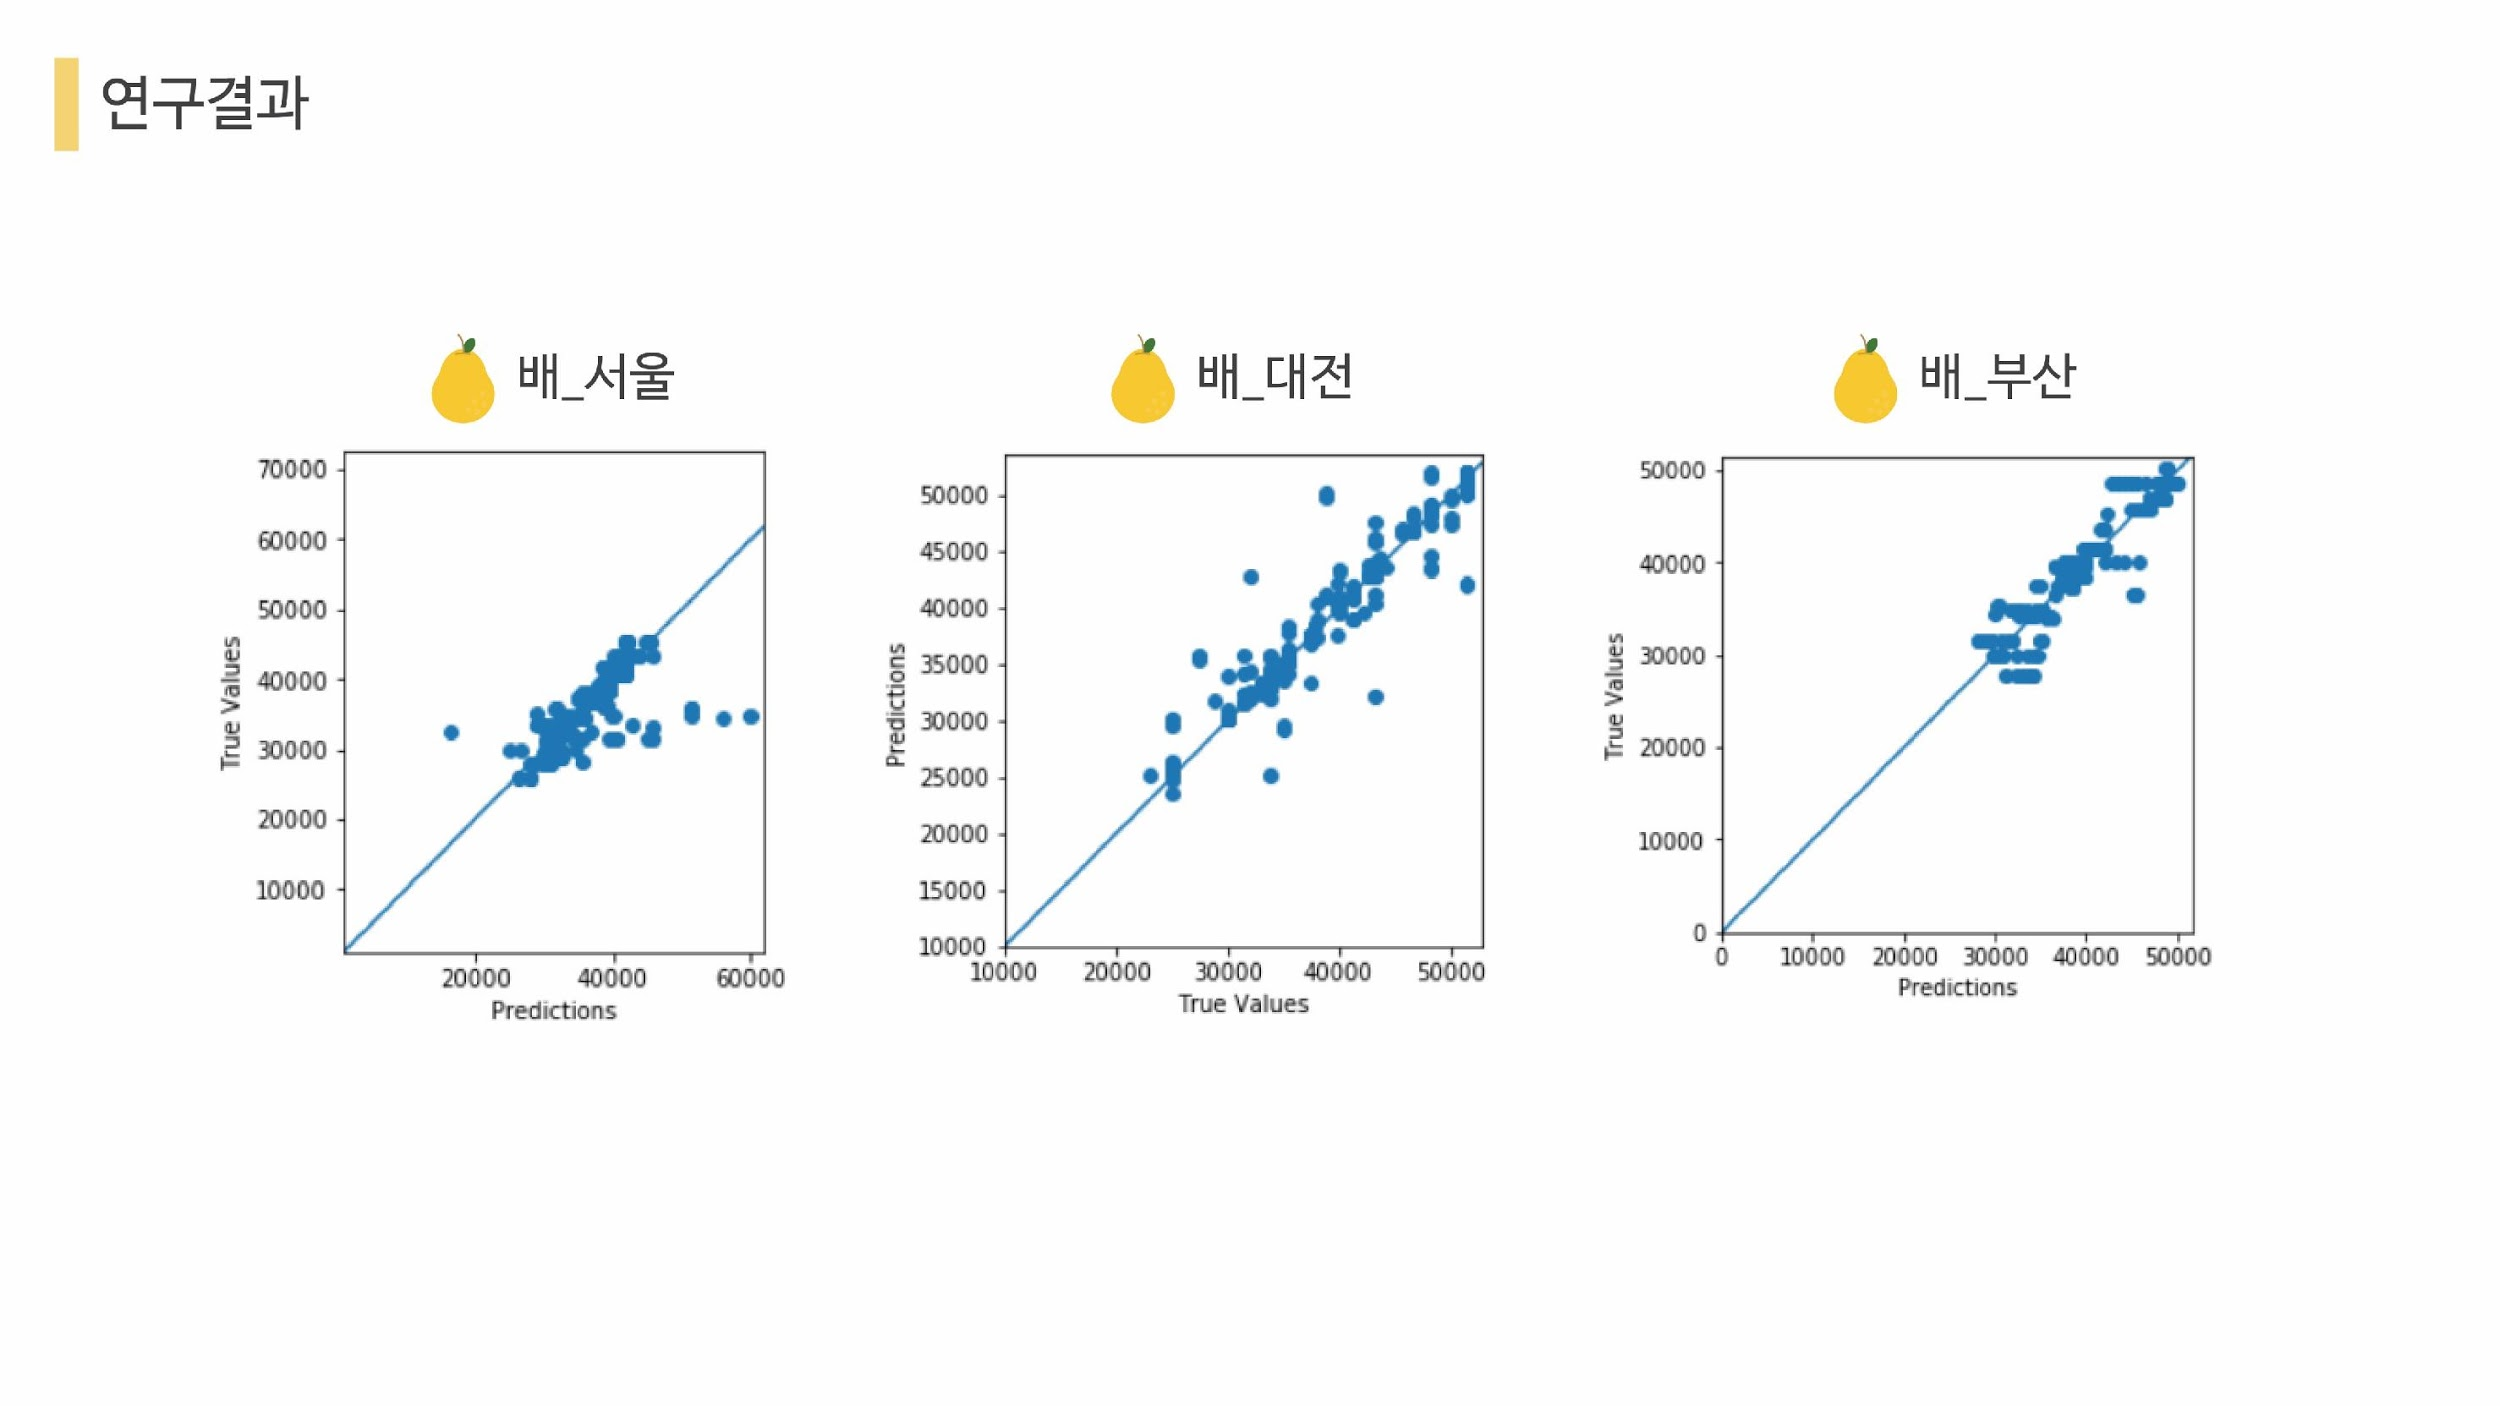 연구결과
배_서울
70000
60000
50000
40000
30000
20000
10000
True Values
20000 40000 60000
Predictions
배_대전
50000
45000
40000
35000
30000
25000
20000
15000
10000
Predictions
10000 20000 30000 40000 50000
True Values
배_부산
50000
40000
30000
20000
10000
0
True Values
0 10000 20000 30000 40000 50000
Predictions